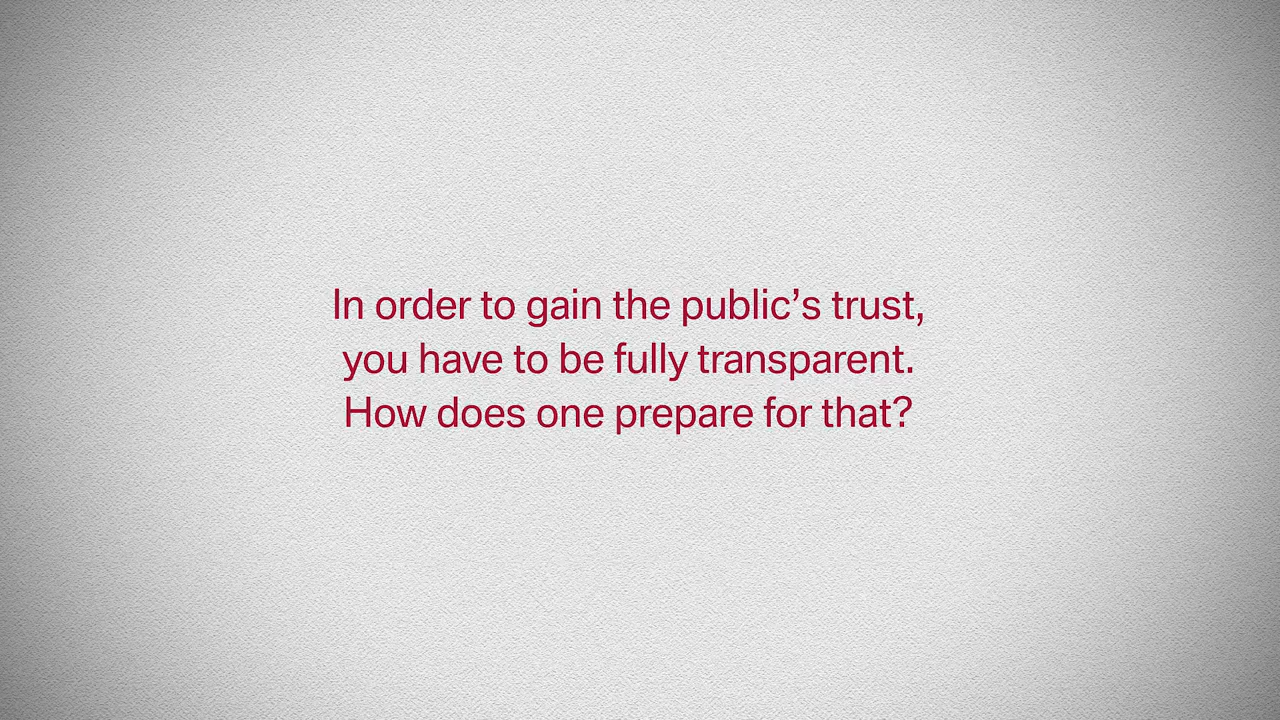 In order to gain the public’s trust,
you have to be fully transparent.
How does one prepare for that?